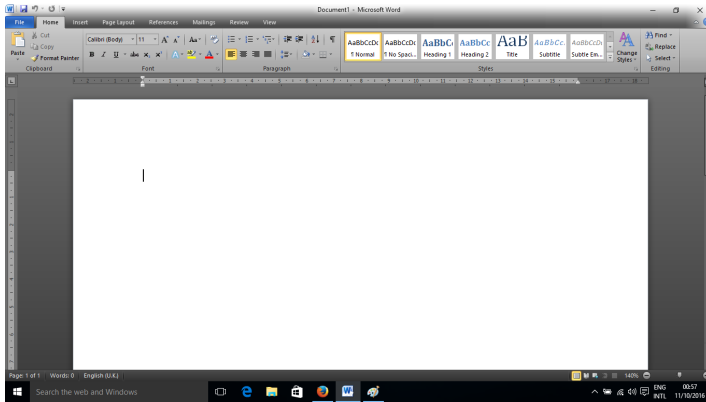 Document1 - Microsoft Word
File Home Insert Page Layout References Mailings Review View
Paste
Cut
Copy
Format Painter
Clipboard
Calibri (Body) 11
Font
Paragraph
AaBbCcDc AaBbCcDc AaBbC AaBbCc AaB AaBbCc. AaBbCcDi
¶ Normal ¶ No Spaci... Heading 1 Heading 2 Title Subtitle Subtle Em...
Change Styles
Styles
Find
Replace
Select
Editing
Page: 1 of 1 Words: 0 English (U.K.) 140%
Search the web and Windows
ENG 00:57
INTL 11/10/2016